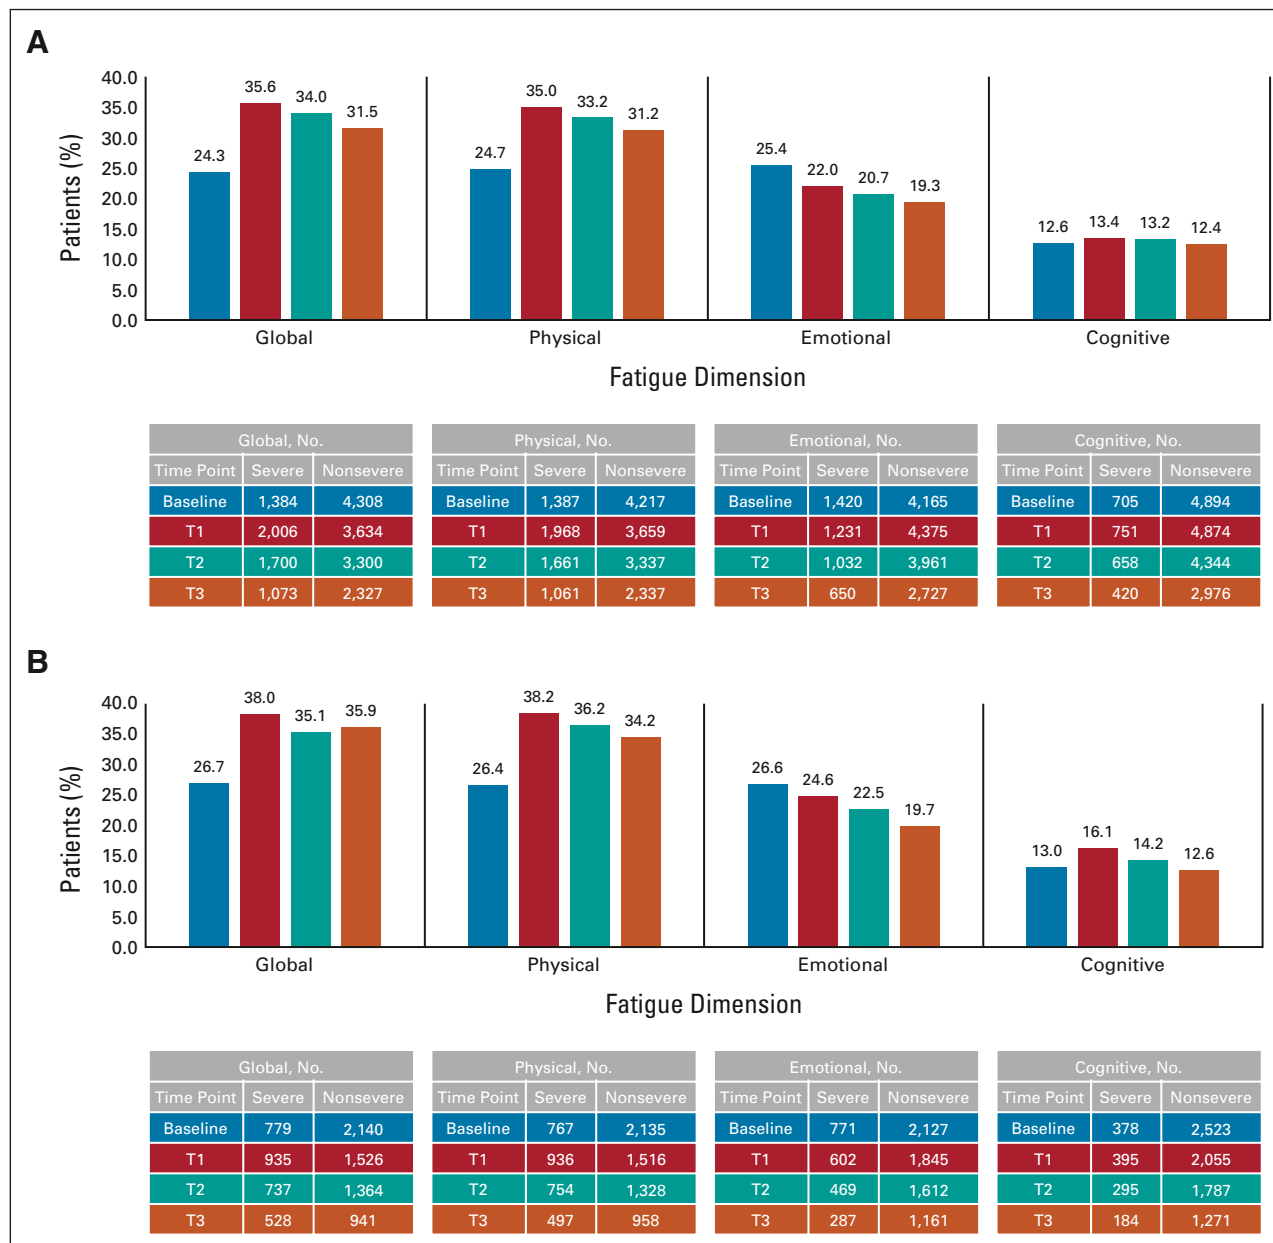 A
Patients (%)
40.0
35.0
30.0
25.0
20.0
15.0
10.0
5.0
0.0
24.3 35.6 34.0 31.5
24.7 35.0 33.2 31.2
25.4 22.0 20.7 19.3
12.6 13.4 13.2 12.4
Global Physical Emotional Cognitive
Fatigue Dimension
Global, No.
Time Point Severe Nonsevere
Baseline 1,384 4,308
T1 2,006 3,634
T2 1,700 3,300
T3 1,073 2,327
Physical, No.
Time Point Severe Nonsevere
Baseline 1,387 4,217
T1 1,968 3,659
T2 1,661 3,337
T3 1,061 2,337
Emotional, No.
Time Point Severe Nonsevere
Baseline 1,420 4,165
T1 1,231 4,375
T2 1,032 3,961
T3 650 2,727
Cognitive, No.
Time Point Severe Nonsevere
Baseline 705 4,894
T1 751 4,874
T2 658 4,344
T3 420 2,976
B
Patients (%)
40.0
35.0
30.0
25.0
20.0
15.0
10.0
5.0
0.0
26.7 38.0 35.1 35.9
26.4 38.2 36.2 34.2
26.6 24.6 22.5 19.7
13.0 16.1 14.2 12.6
Global Physical Emotional Cognitive
Fatigue Dimension
Global, No.
Time Point Severe Nonsevere
Baseline 779 2,140
T1 935 1,526
T2 737 1,364
T3 528 941
Physical, No.
Time Point Severe Nonsevere
Baseline 767 2,135
T1 936 1,516
T2 754 1,328
T3 497 958
Emotional, No.
Time Point Severe Nonsevere
Baseline 771 2,127
T1 602 1,845
T2 469 1,612
T3 287 1,161
Cognitive, No.
Time Point Severe Nonsevere
Baseline 378 2,523
T1 395 2,055
T2 295 1,787
T3 184 1,271